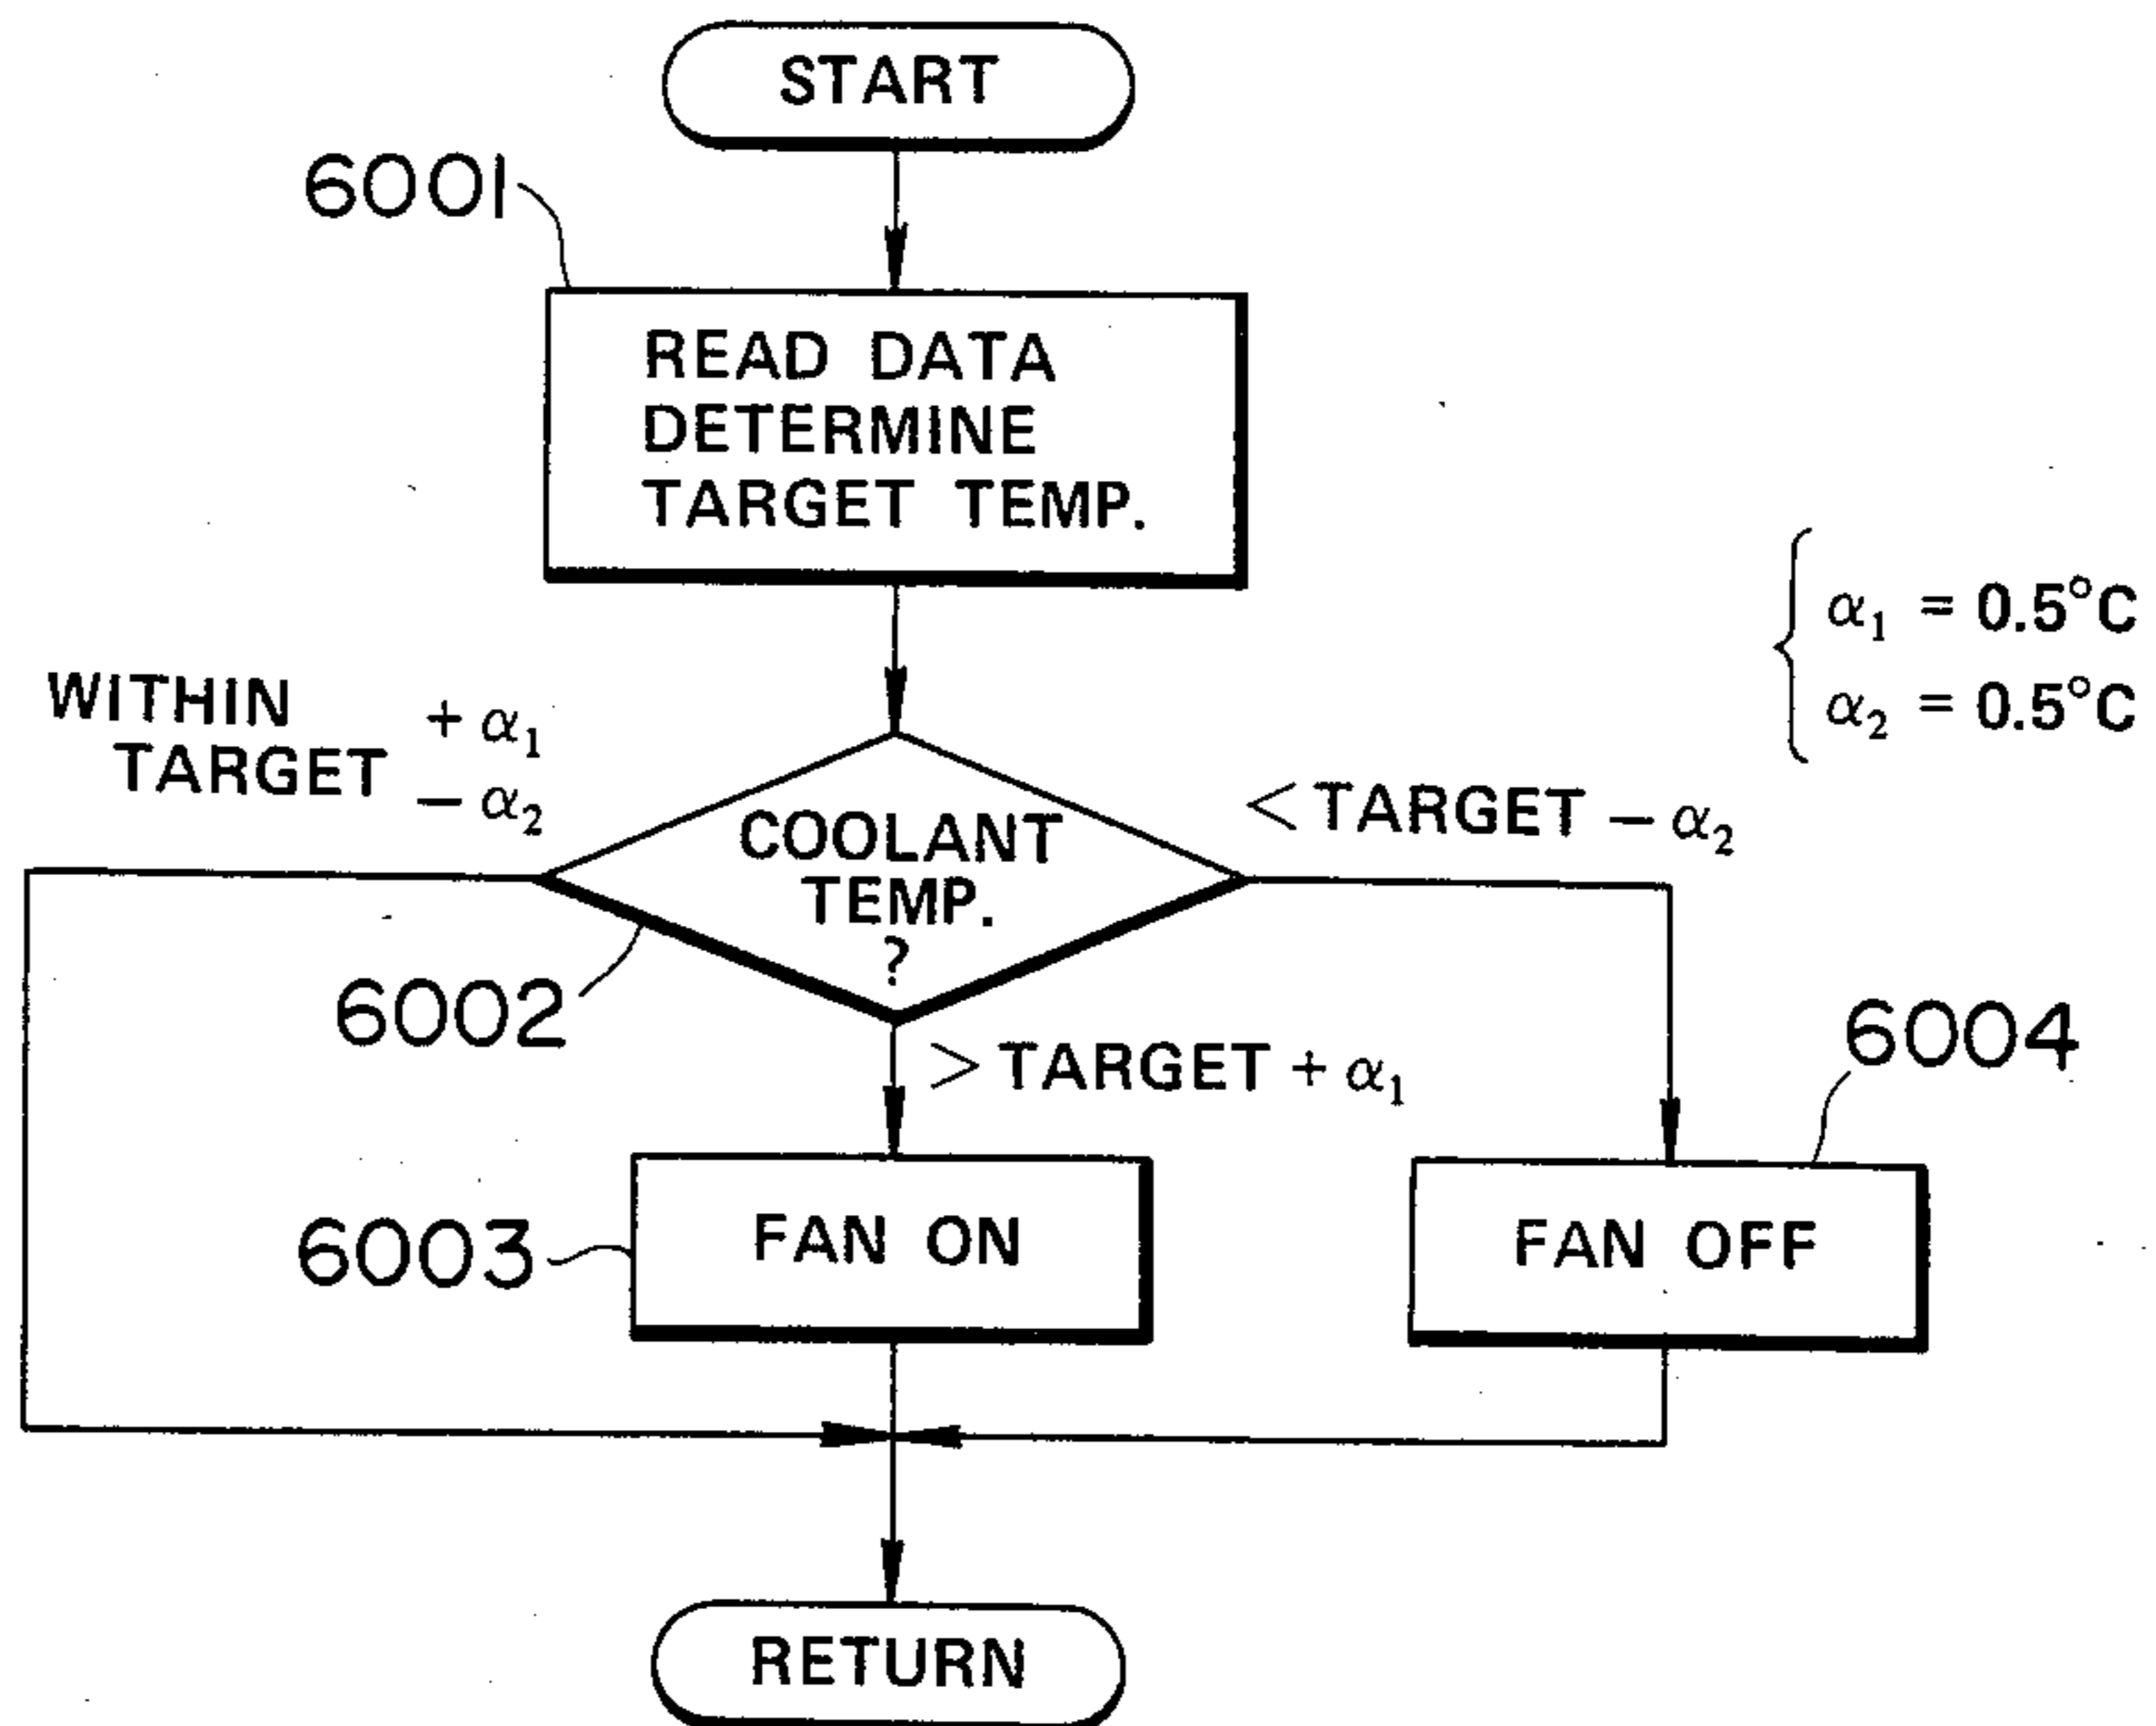 START
6001
READ DATA
DETERMINE
TARGET TEMP.
α₁ = 0.5°C
α₂ = 0.5°C
WITHIN
TARGET + α₁
− α₂
COOLANT
TEMP.
?
< TARGET − α₂
6002
> TARGET + α₁
6004
6003
FAN ON
FAN OFF
RETURN